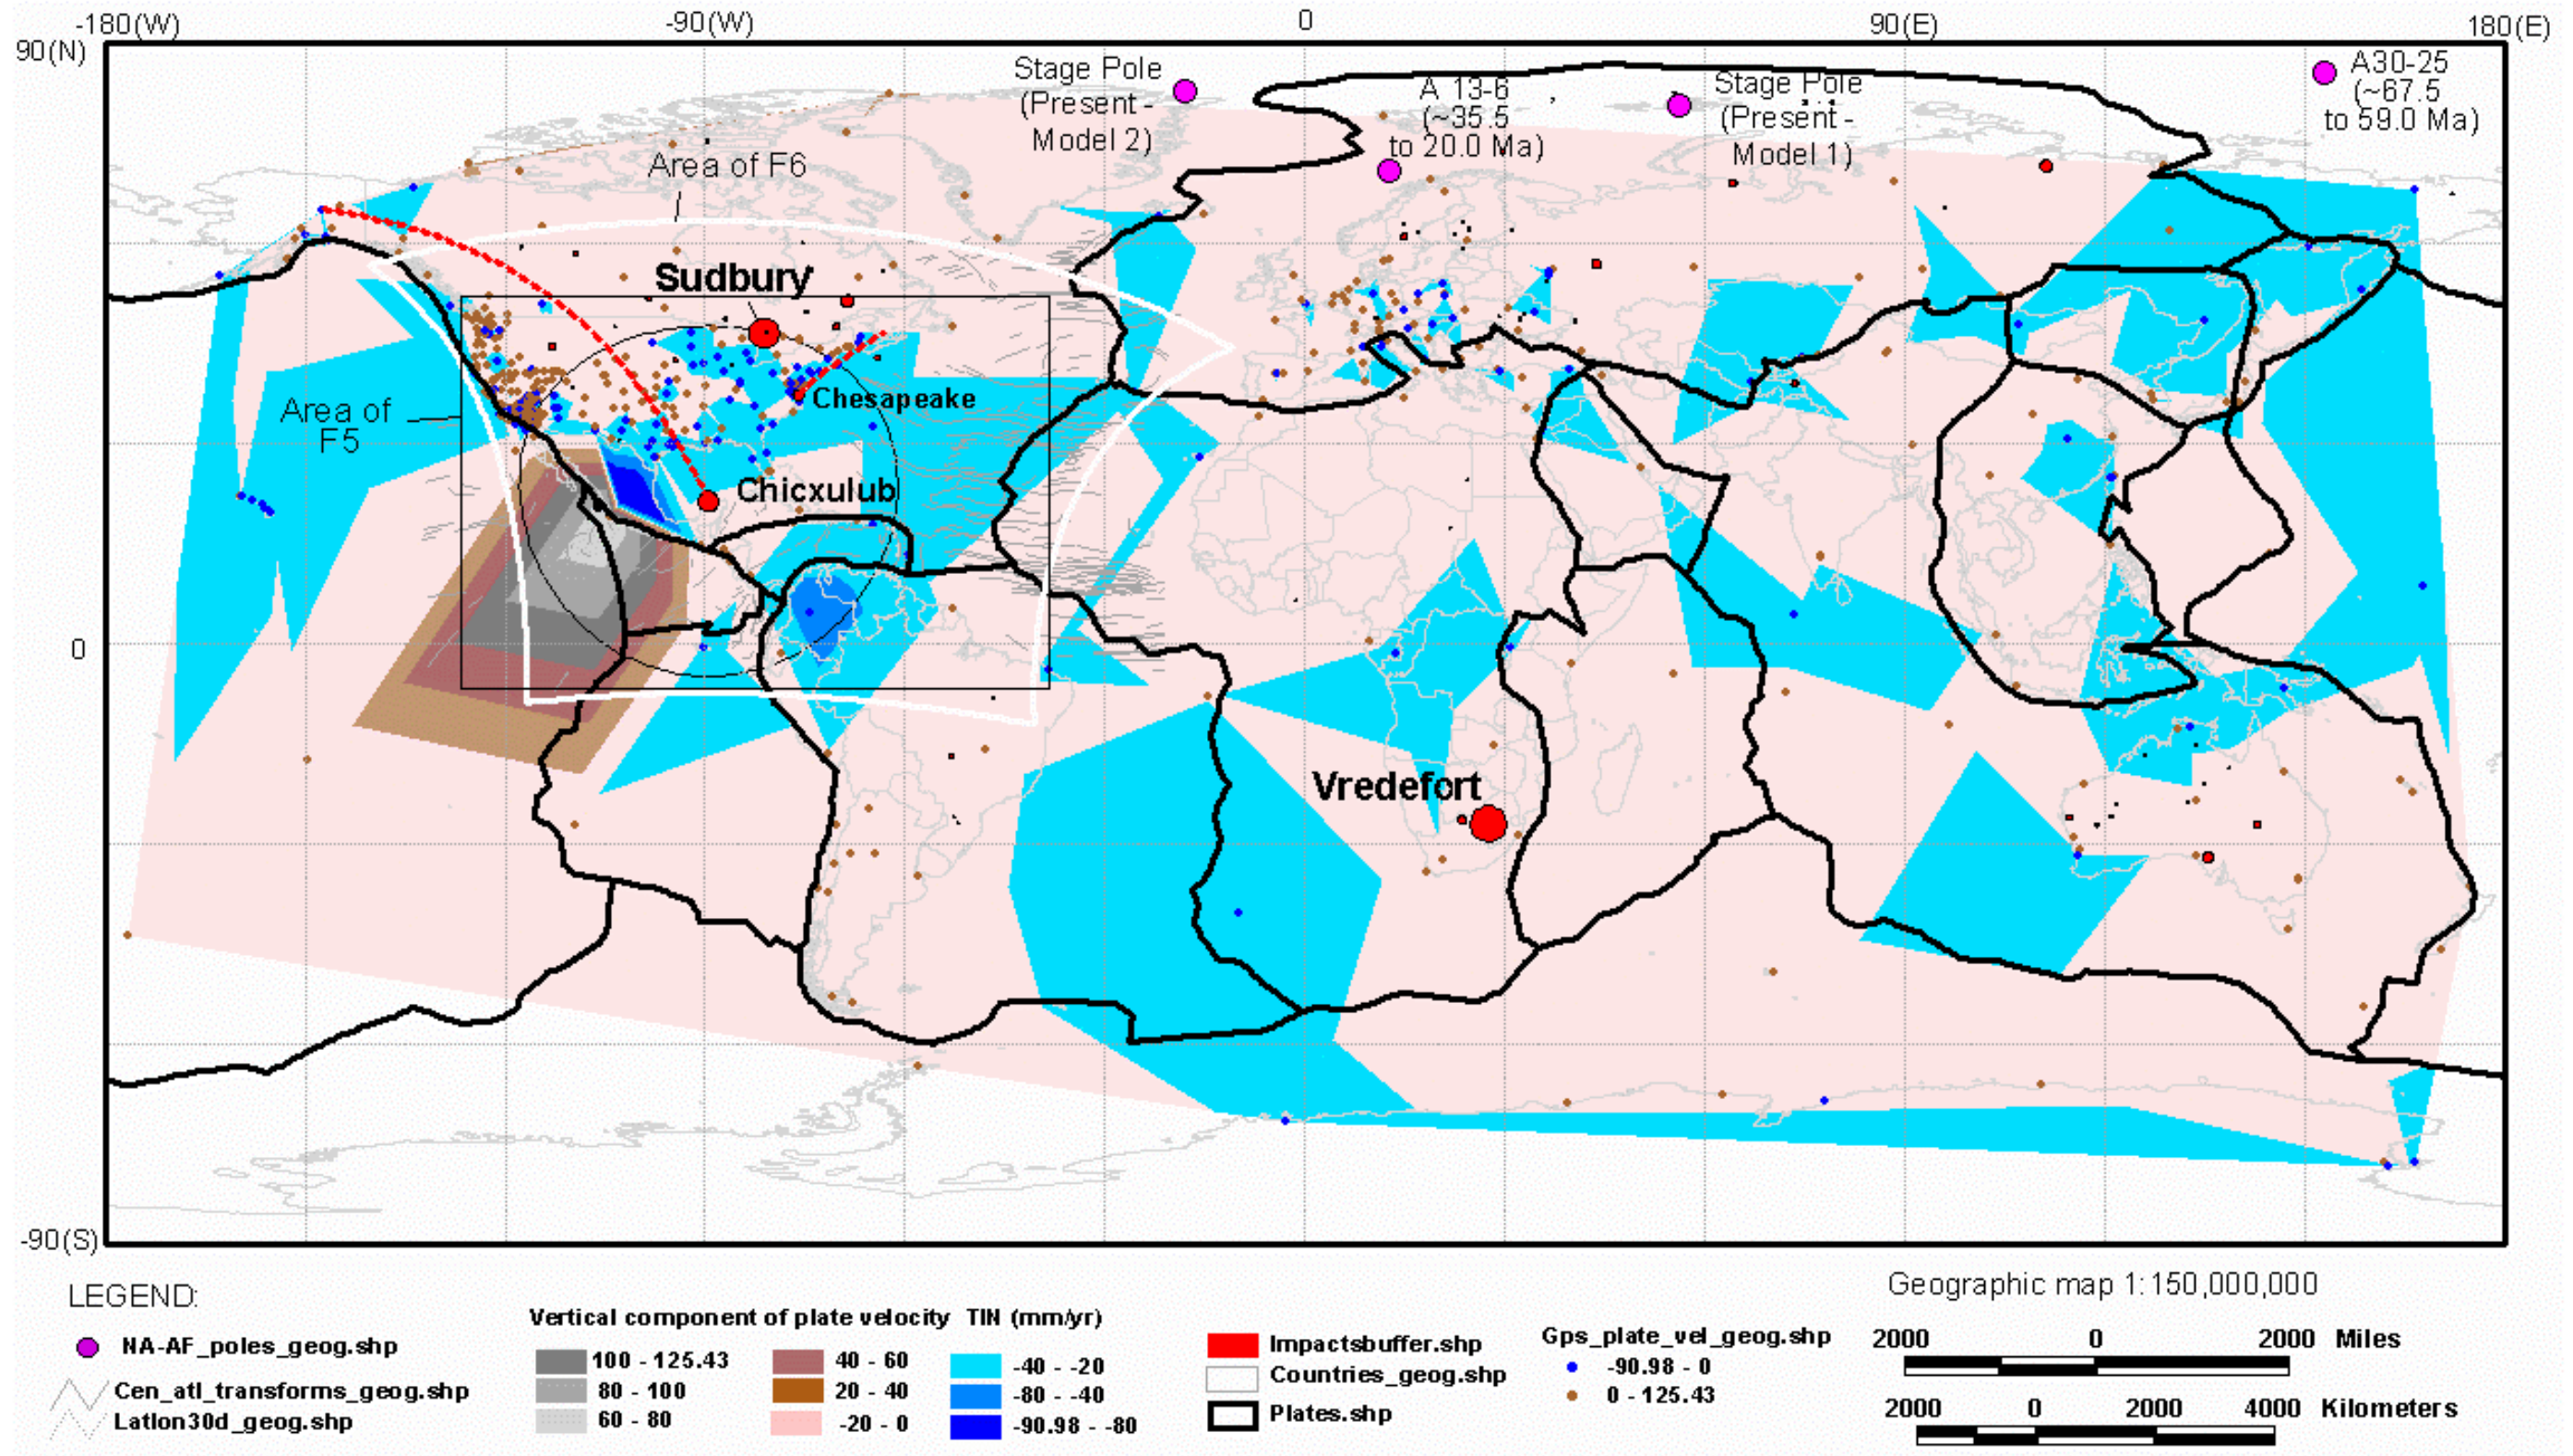 -180(W)
-90(W)
0
90(E)
180(E)
90(N)
Stage Pole
(Present -
Model 2)
A 13-6
(~35.5
to 20.0 Ma)
Stage Pole
(Present -
Model 1)
A30-25
(~67.5
to 59.0 Ma)
Area of F6
Sudbury
Area of
F5
Chesapeake
Chicxulub
0
Vredefort
-90(S)
LEGEND:
NA-AF_poles_geog.shp
Cen_atl_transforms_geog.shp
Latlon30d_geog.shp
Vertical component of plate velocity TIN (mm/yr)
100 - 125.43
80 - 100
60 - 80
40 - 60
20 - 40
-20 - 0
-40 - -20
-80 - -40
-90.98 - -80
Impactsbuffer.shp
Countries_geog.shp
Plates.shp
Gps_plate_vel_geog.shp
-90.98 - 0
0 - 125.43
Geographic map 1:150,000,000
2000 0 2000 Miles
2000 0 2000 4000 Kilometers